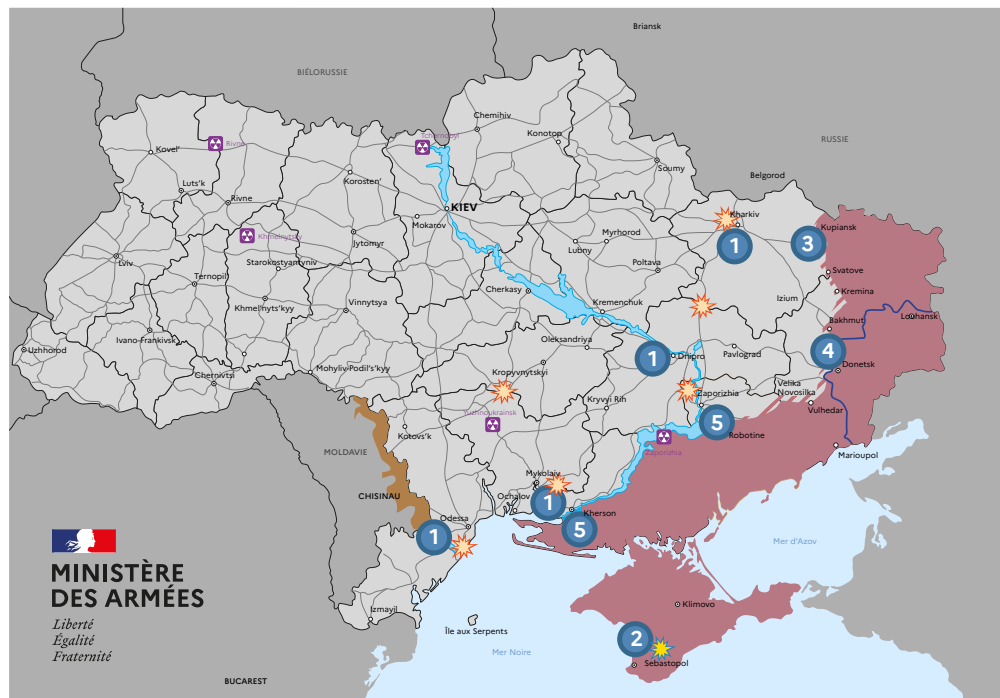 Briansk
BIÉLORUSSIE
Chernihiv
Tchernobyl
Konotop
RUSSIE
Rivne
Kovel'
Soumy
Belgorod
Korosten'
Luts'k
Rivne
KIEV
Kharkiv
Mokarov
1
3
Kupiansk
Khmelnytsky
Jytomyr
Myrhorod
Lubny
Lviv
Starokostyantyniv
Poltava
Svatove
Ternopil
Cherkasy
Izium
Kremina
Khmel'nyts'kyy
Vinnytsya
Kremenchuk
Bakhmut
Louhansk
Ivano-Frankivsk
Oleksandriya
Uzhhorod
1
Dnipro
Pavlograd
4
Donetsk
Chernivtsi
Mohyliv-Podil's'kyy
Kropyvnytskyi
Velika
Novosilka
Kryvyi Rih
Zaporizhia
Vulhedar
Yuzhnoukrainsk
5
Robotine
Kotovs'k
MOLDAVIE
Zaporizhia
Marioupol
Mykolaiv
CHISINAU
Ochalov
1
Kherson
Odessa
1
5
Mer d'Azov
MINISTÈRE
DES ARMÉES
Liberté
Égalité
Fraternité
Izmayil
Klimovo
Île aux Serpents
2
Mer Noire
Sebastopol
BUCAREST